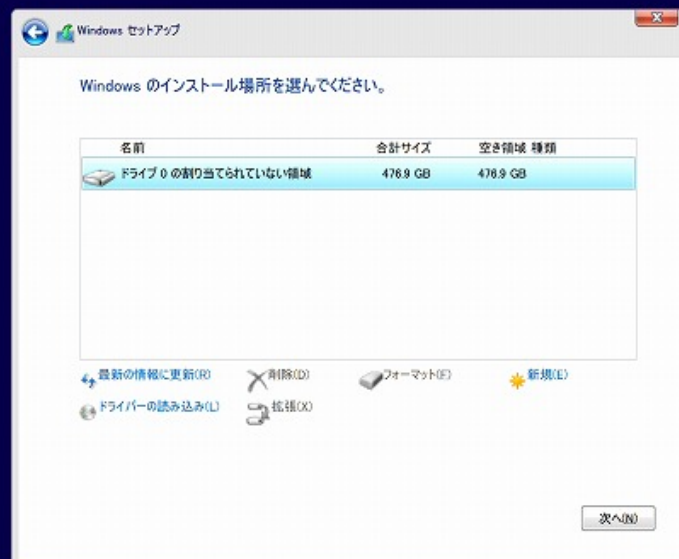 Windows セットアップ
Windows のインストール場所を選んでください。
名前 合計サイズ 空き領域 種類
ドライブ 0 の割り当てられていない領域 476.9 GB 476.9 GB
最新の情報に更新(R) 削除(D) フォーマット(F) 新規(E)
ドライバーの読み込み(L) 拡張(X)
次へ(N)